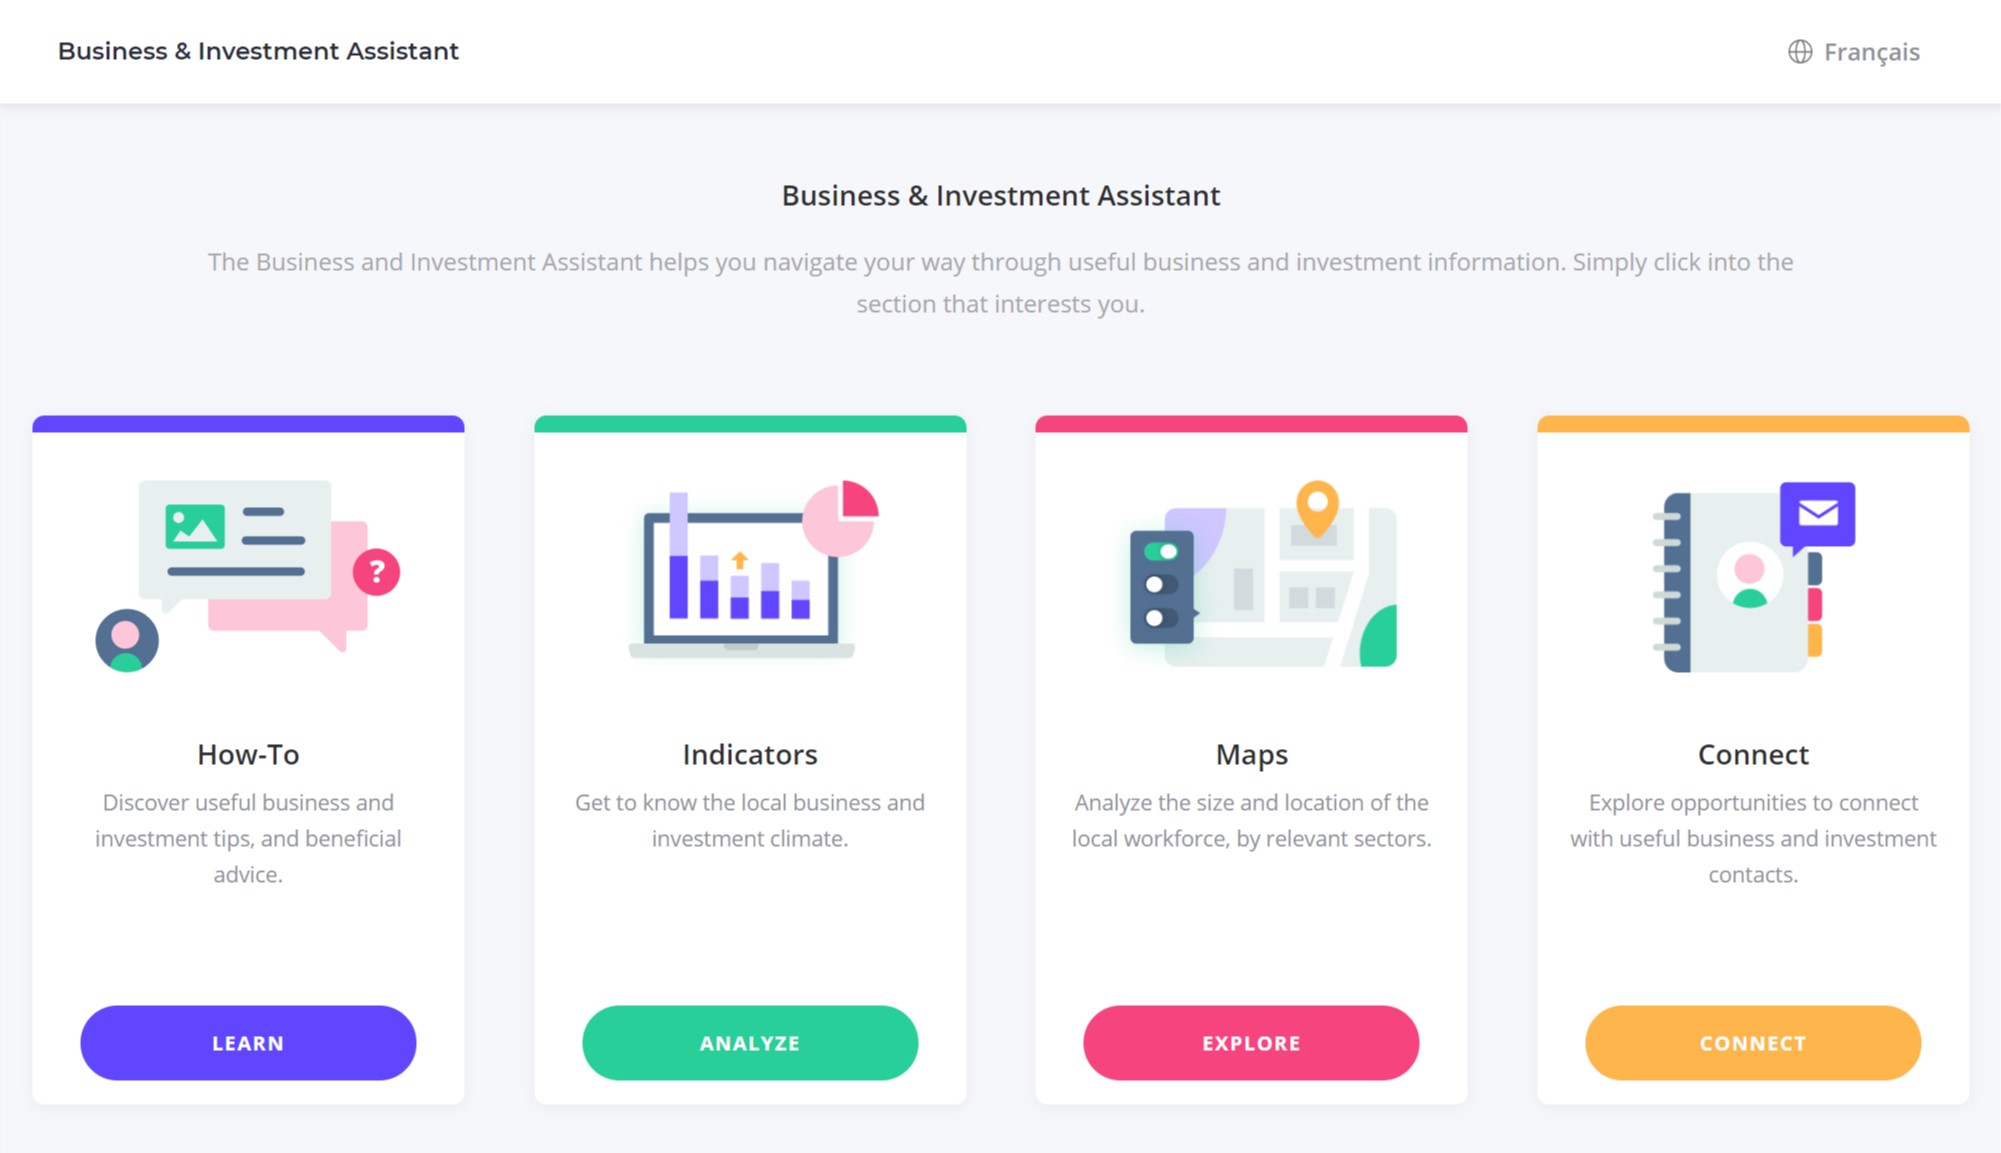 Business & Investment Assistant
Français
Business & Investment Assistant
The Business and Investment Assistant helps you navigate your way through useful business and investment information. Simply click into the
section that interests you.
?
How-To
Discover useful business and
investment tips, and beneficial
advice.
LEARN
Indicators
Get to know the local business and
investment climate.
ANALYZE
Maps
Analyze the size and location of the
local workforce, by relevant sectors.
EXPLORE
Connect
Explore opportunities to connect
with useful business and investment
contacts.
CONNECT